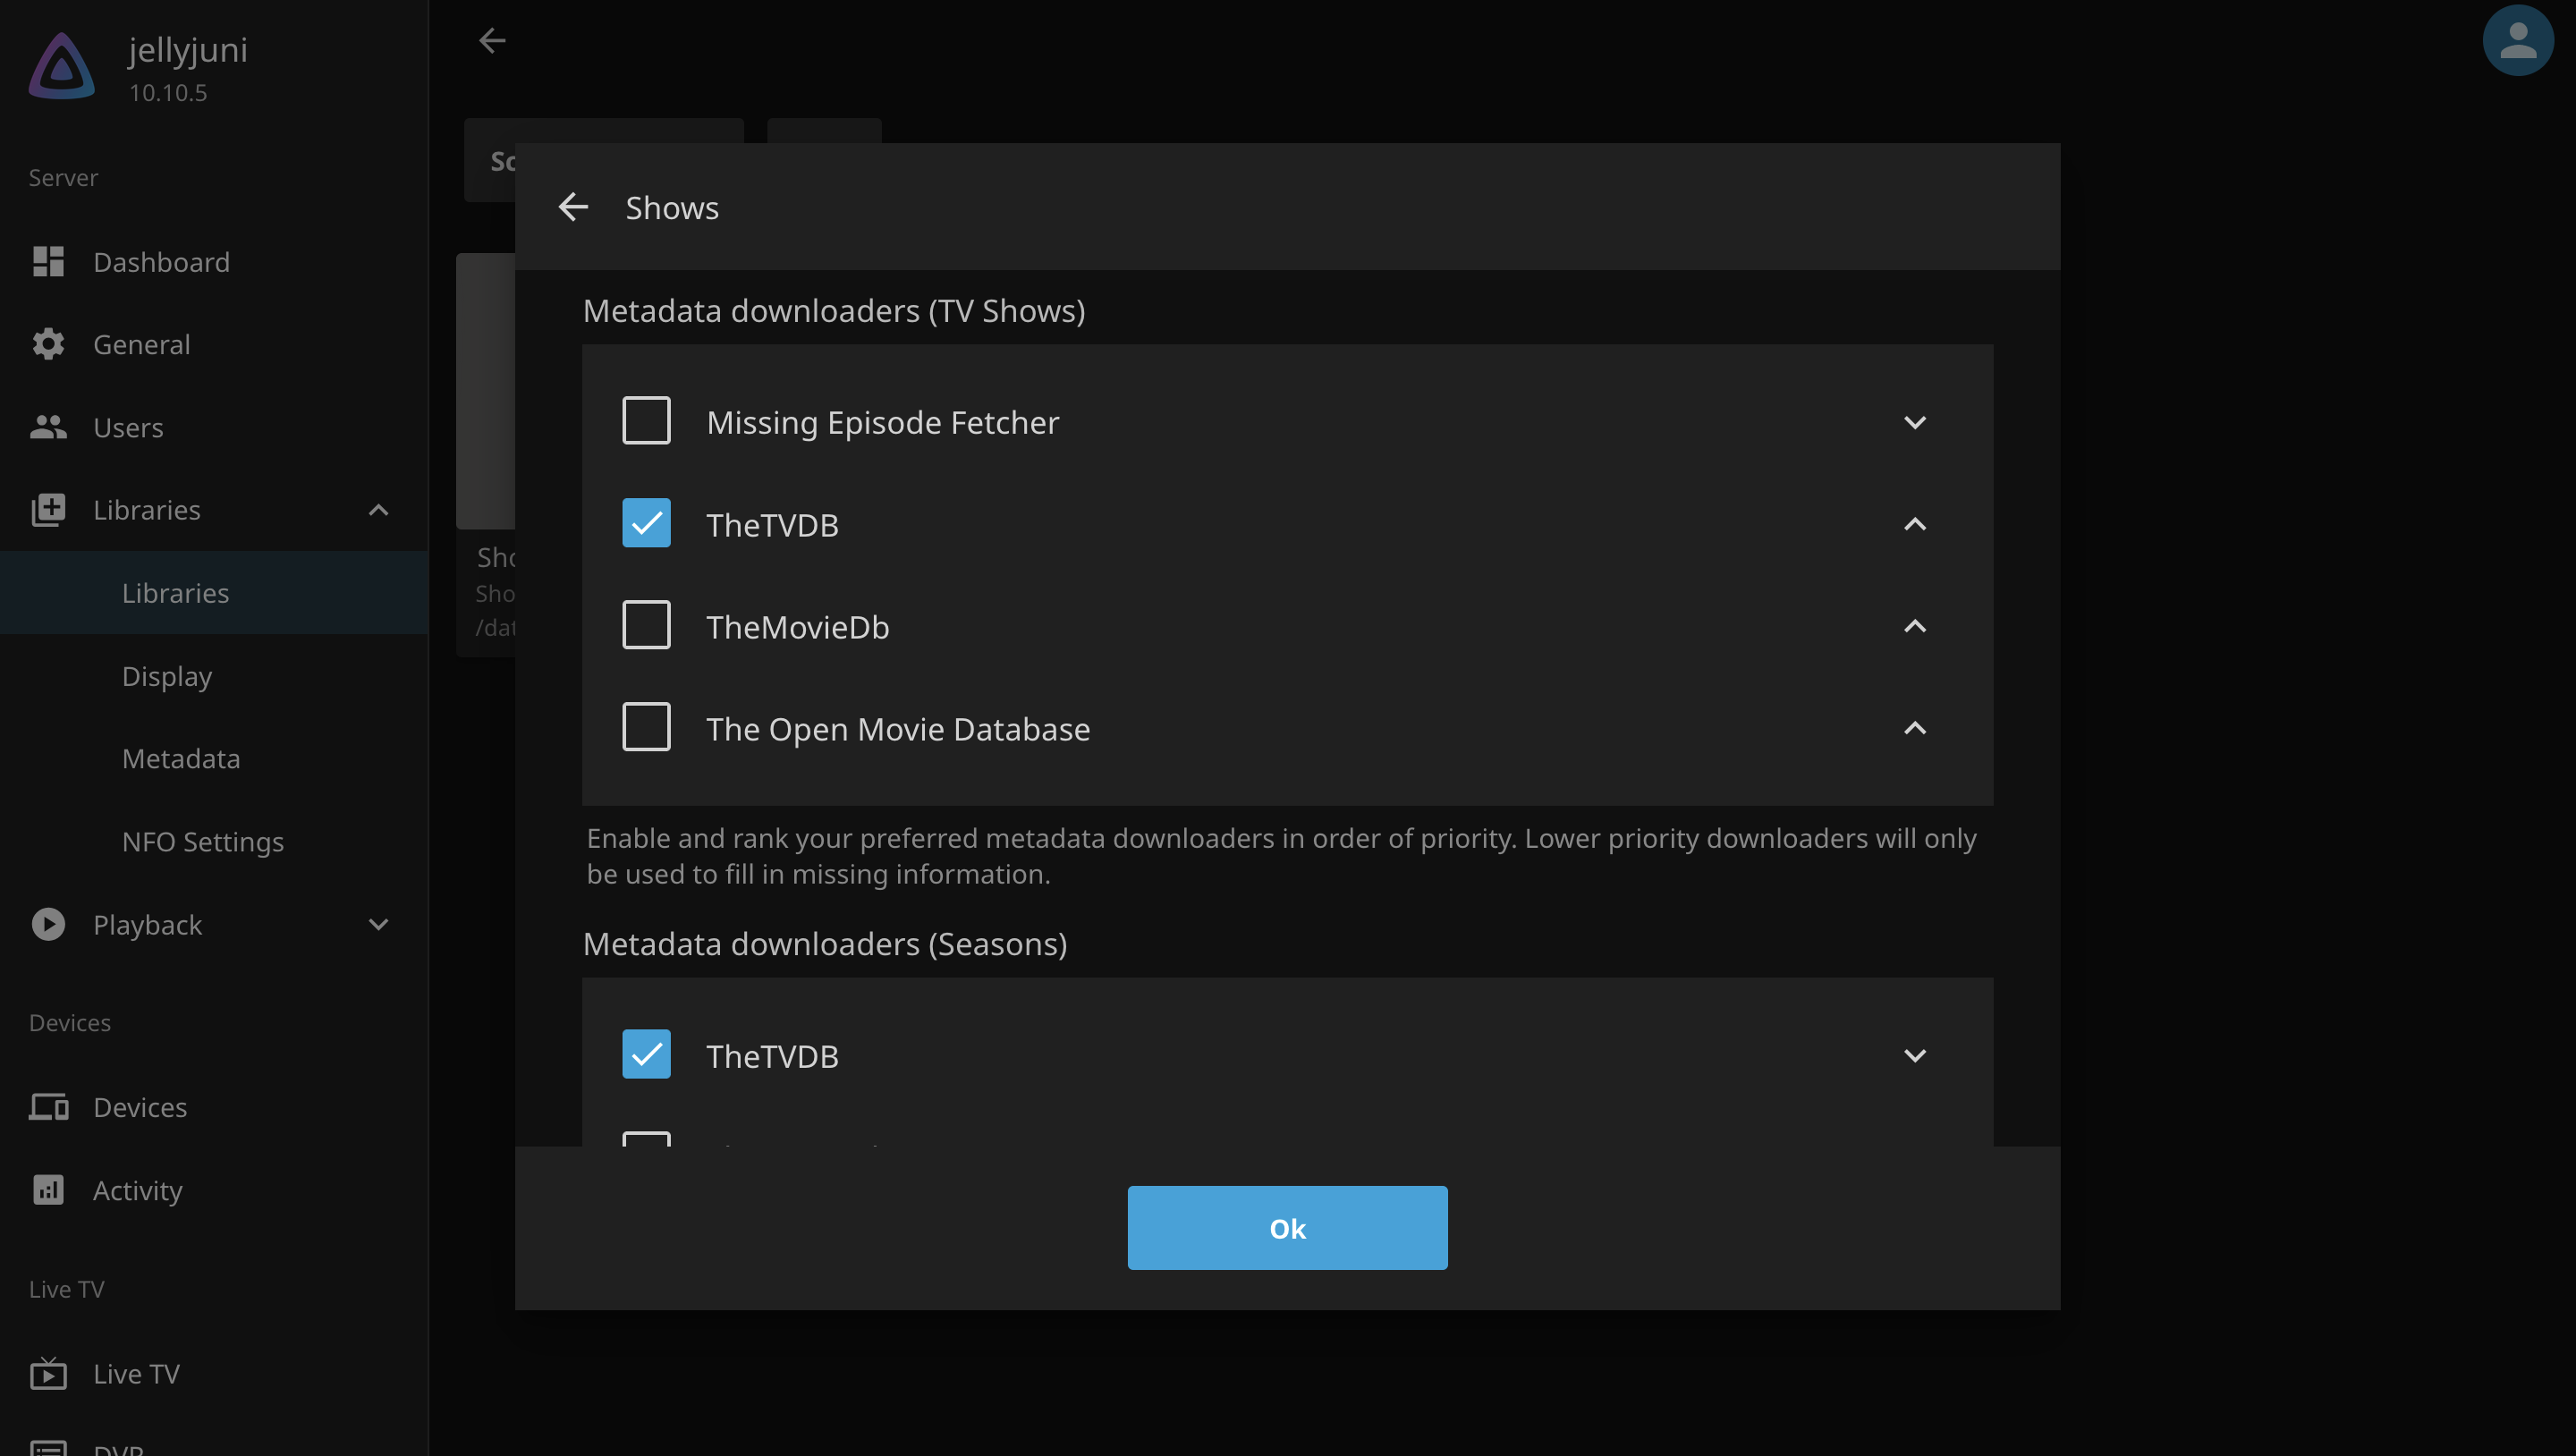 jellyjuni
10.10.5
Server
Dashboard
General
Users
Libraries
Libraries
Display
Metadata
NFO Settings
Playback
Devices
Devices
Activity
Live TV
Live TV
DVR
Sc
Sho
Sho
/dat
Shows
Metadata downloaders (TV Shows)
Missing Episode Fetcher
TheTVDB
TheMovieDb
The Open Movie Database
Enable and rank your preferred metadata downloaders in order of priority. Lower priority downloaders will only
be used to fill in missing information.
Metadata downloaders (Seasons)
TheTVDB
Ok